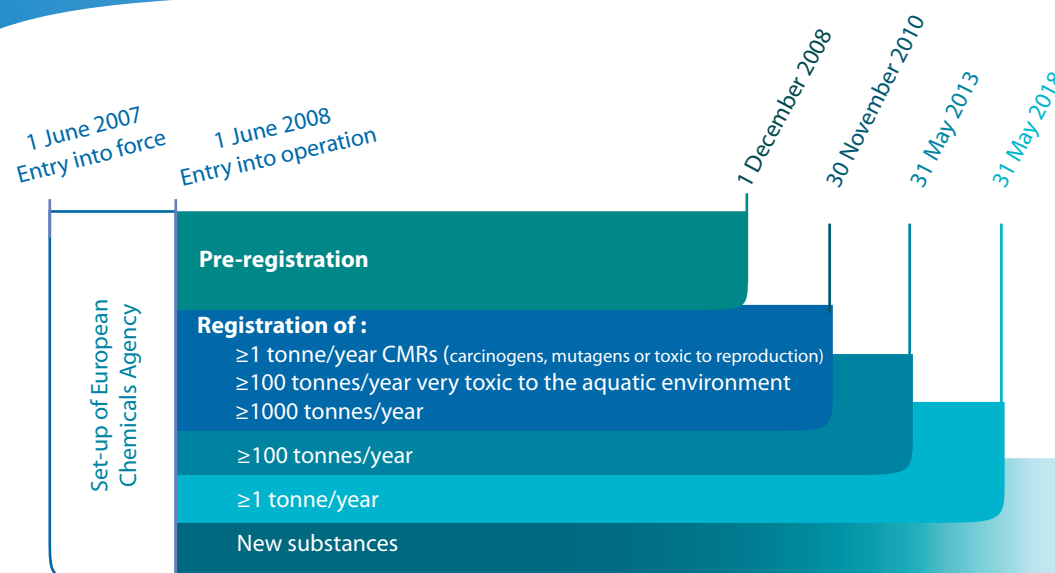 1 June 2007
Entry into force
1 June 2008
Entry into operation
1 December 2008
30 November 2010
31 May 2013
31 May 2018
Set-up of European
Chemicals Agency
Pre-registration
Registration of :
≥1 tonne/year CMRs (carcinogens, mutagens or toxic to reproduction)
≥100 tonnes/year very toxic to the aquatic environment
≥1000 tonnes/year
≥100 tonnes/year
≥1 tonne/year
New substances